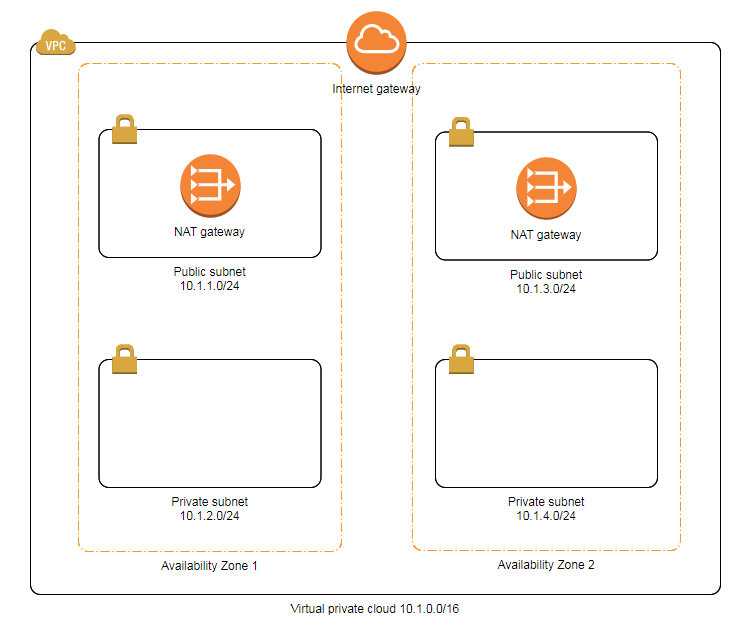 VPC
Internet gateway
NAT gateway
Public subnet
10.1.1.0/24
NAT gateway
Public subnet
10.1.3.0/24
Private subnet
10.1.2.0/24
Private subnet
10.1.4.0/24
Availability Zone 1
Availability Zone 2
Virtual private cloud 10.1.0.0/16